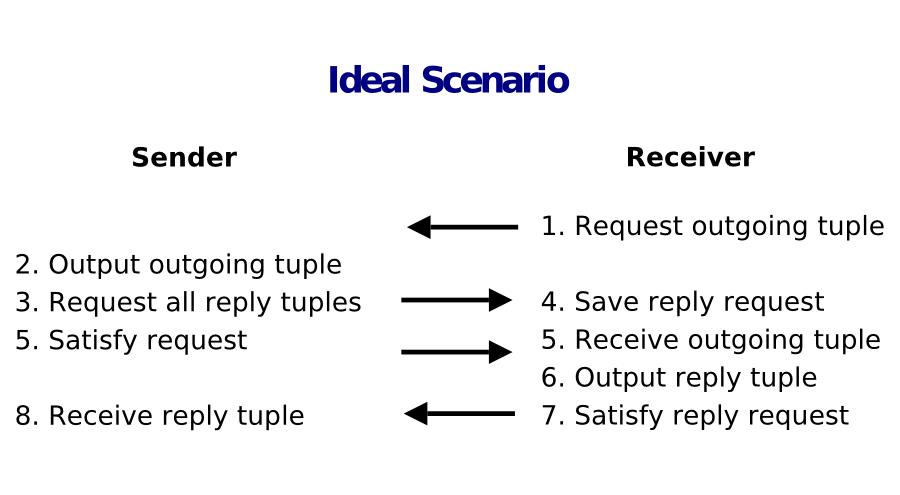 Ideal Scenario
Sender
Receiver
1. Request outgoing tuple
2. Output outgoing tuple
3. Request all reply tuples
4. Save reply request
5. Satisfy request
5. Receive outgoing tuple
6. Output reply tuple
8. Receive reply tuple
7. Satisfy reply request